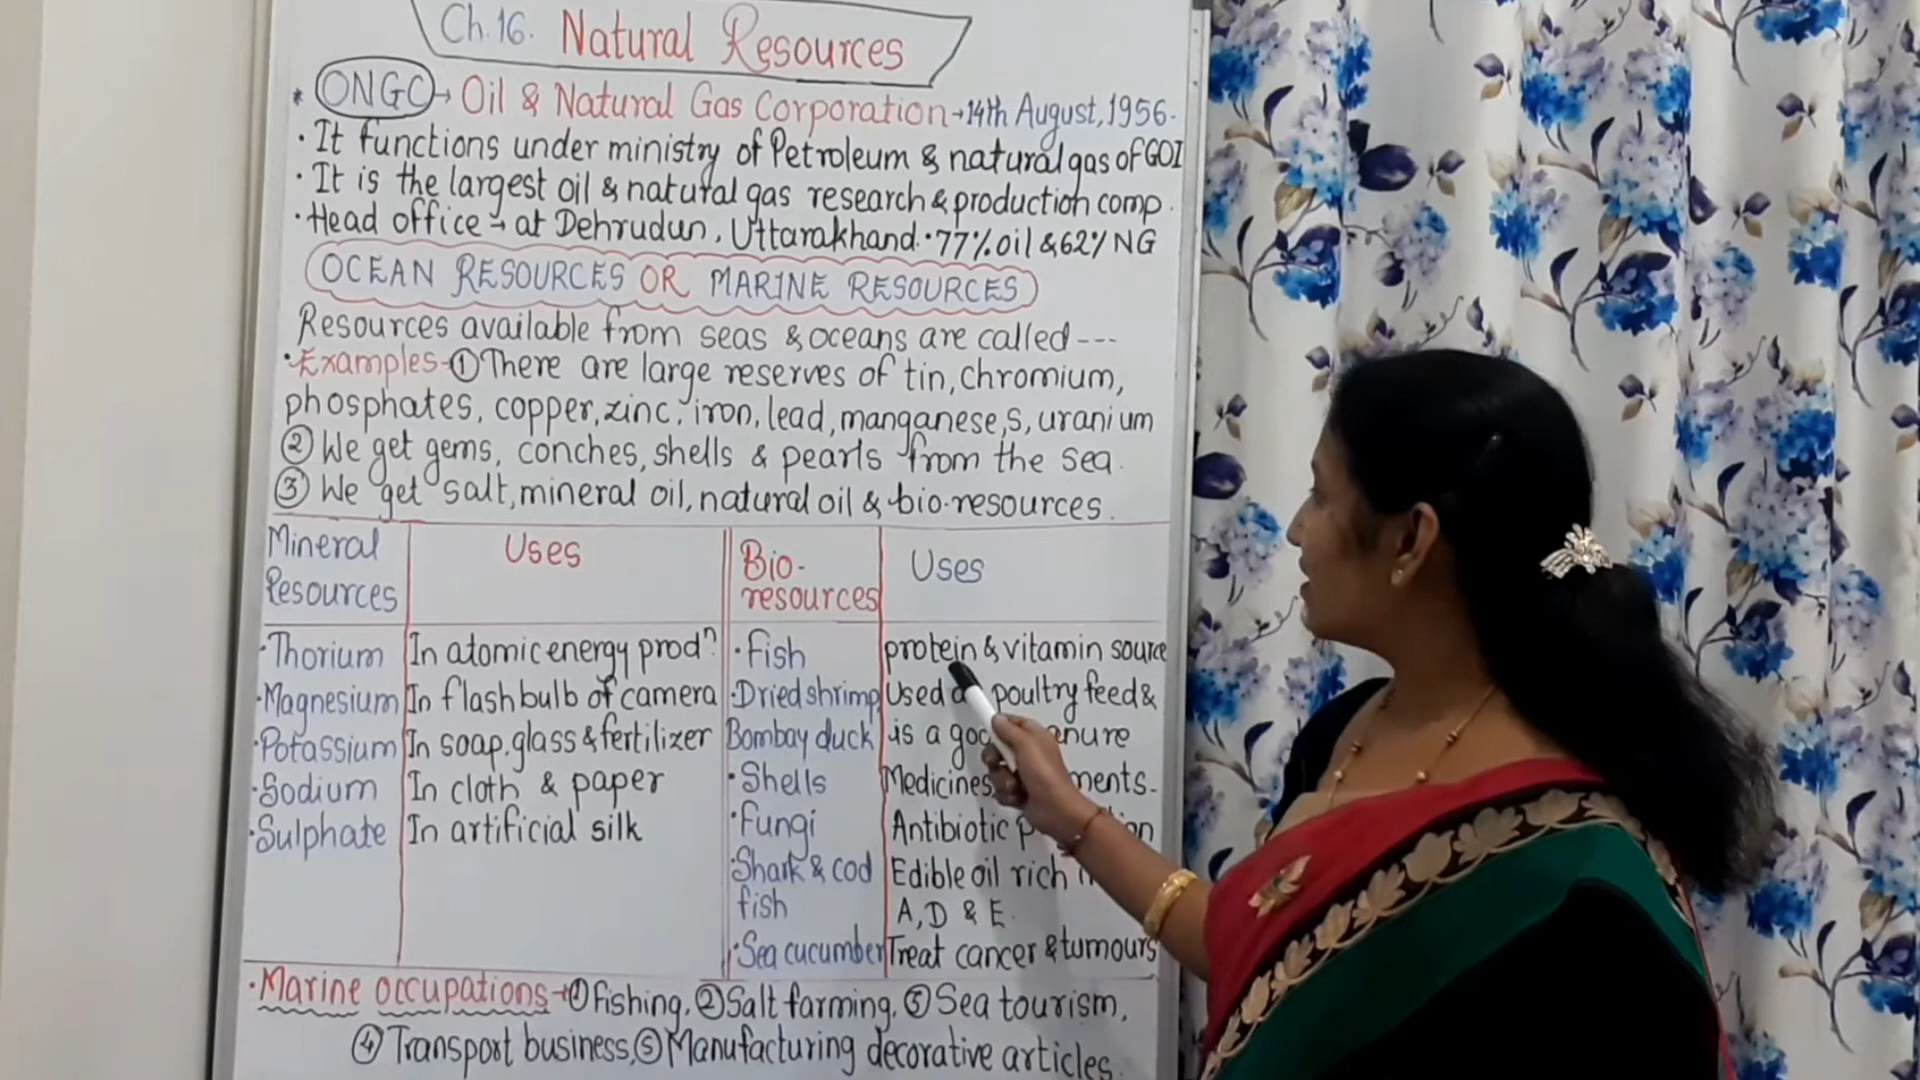 Ch.16. Natural Resources
* ONGC → Oil & Natural Gas Corporation → 14th August, 1956.
· It functions under ministry of Petroleum & natural gas of GOI
· It is the largest oil & natural gas research & production comp.
· Head office → at Dehrudun, Uttarakhand. · 77% oil & 62% NG
OCEAN RESOURCES OR MARINE RESOURCES
Resources available from seas & oceans are called ---
· Examples - ① There are large reserves of tin, chromium,
phosphates, copper, zinc, iron, lead, manganese, s, uranium
② We get gems, conches, shells & pearls from the sea.
③ We get salt, mineral oil, natural oil & bio-resources.
Mineral Resources | Uses | Bio-resources | Uses
· Thorium | In atomic energy prodⁿ | · Fish | protein & vitamin source
· Magnesium | In flash bulb of camera | · Dried shrimp | Used poultry feed &
· Potassium | In soap, glass & fertilizer | Bombay duck | is a
· Sodium | In cloth & paper | · Shells | Medicines
· Sulphate | In artificial silk | · Fungi | Antibiotic
· Shark & cod | Edible oil rich
fish | A, D & E.
· Sea cucumber | Treat cancer & tumours
· Marine occupations → ① Fishing, ② Salt farming, ③ Sea tourism,
④ Transport business, ⑤ Manufacturing decorative articles.